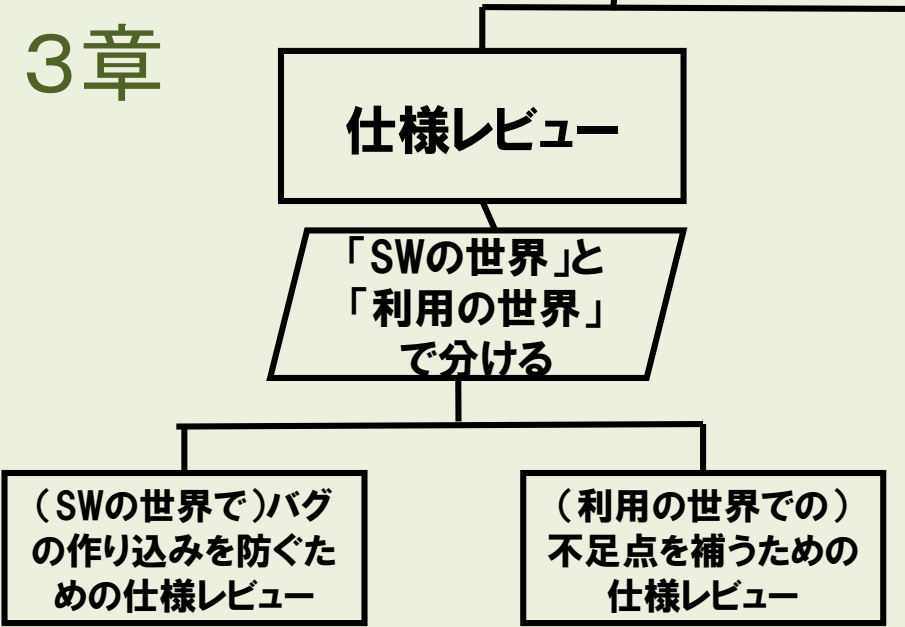 ３章
仕様レビュー
「SWの世界」と
「利用の世界」
で分ける
（SWの世界で）バグ
の作り込みを防ぐた
めの仕様レビュー
（利用の世界での）
不足点を補うための
仕様レビュー